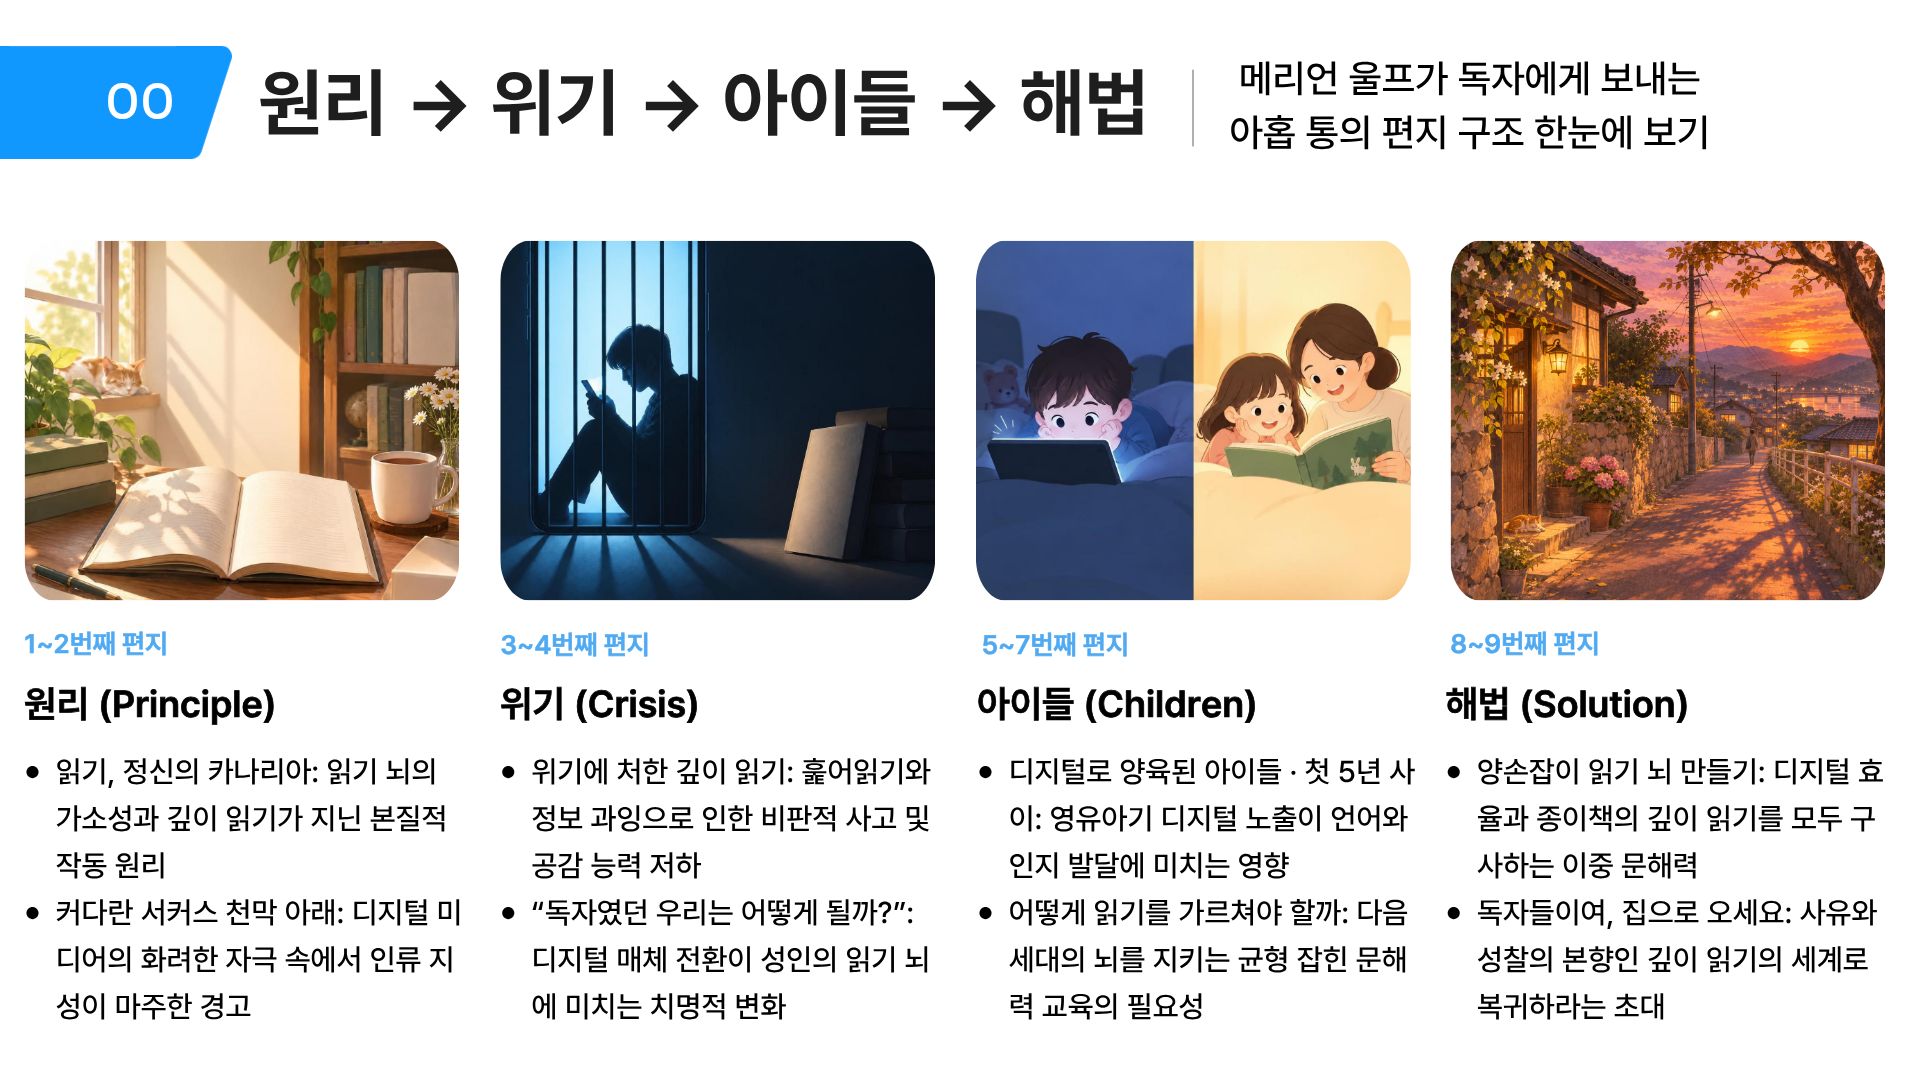 00
원리 → 위기 → 아이들 → 해법
메리언 울프가 독자에게 보내는
아홉 통의 편지 구조 한눈에 보기
1~2번째 편지
원리 (Principle)
• 읽기, 정신의 카나리아: 읽기 뇌의
가소성과 깊이 읽기가 지닌 본질적
작동 원리
• 커다란 서커스 천막 아래: 디지털 미
디어의 화려한 자극 속에서 인류 지
성이 마주한 경고
3~4번째 편지
위기 (Crisis)
• 위기에 처한 깊이 읽기: 훑어읽기와
정보 과잉으로 인한 비판적 사고 및
공감 능력 저하
• “독자였던 우리는 어떻게 될까?”:
디지털 매체 전환이 성인의 읽기 뇌
에 미치는 치명적 변화
5~7번째 편지
아이들 (Children)
• 디지털로 양육된 아이들 · 첫 5년 사
이: 영유아기 디지털 노출이 언어와
인지 발달에 미치는 영향
• 어떻게 읽기를 가르쳐야 할까: 다음
세대의 뇌를 지키는 균형 잡힌 문해
력 교육의 필요성
8~9번째 편지
해법 (Solution)
• 양손잡이 읽기 뇌 만들기: 디지털 효
율과 종이책의 깊이 읽기를 모두 구
사하는 이중 문해력
• 독자들이여, 집으로 오세요: 사유와
성찰의 본향인 깊이 읽기의 세계로
복귀하라는 초대